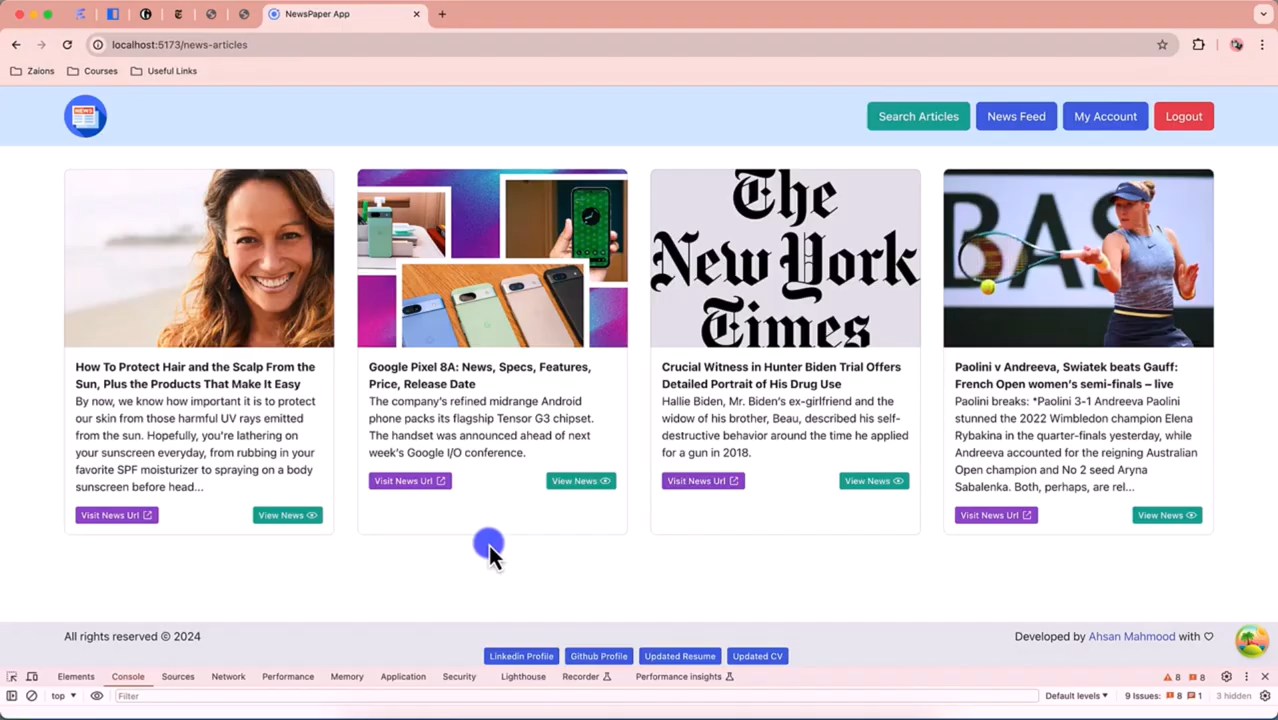 NewsPaper App
localhost:5173/news-articles
Zaions
Courses
Useful Links
NEWS
Search Articles
News Feed
My Account
Logout
BAS
The
New York
Times
How To Protect Hair and the Scalp From the
Sun, Plus the Products That Make It Easy
By now, we know how important it is to protect
our skin from those harmful UV rays emitted
from the sun. Hopefully, you're lathering on
your sunscreen everyday, from rubbing in your
favorite SPF moisturizer to spraying on a body
sunscreen before head...
Visit News Url
View News
Google Pixel 8A: News, Specs, Features,
Price, Release Date
The company's refined midrange Android
phone packs its flagship Tensor G3 chipset.
The handset was announced ahead of next
week's Google I/O conference.
Visit News Url
View News
Crucial Witness in Hunter Biden Trial Offers
Detailed Portrait of His Drug Use
Hallie Biden, Mr. Biden's ex-girlfriend and the
widow of his brother, Beau, described his self-
destructive behavior around the time he applied
for a gun in 2018.
Visit News Url
View News
Paolini v Andreeva, Swiatek beats Gauff:
French Open women's semi-finals – live
Paolini breaks: *Paolini 3-1 Andreeva Paolini
stunned the 2022 Wimbledon champion Elena
Rybakina in the quarter-finals yesterday, while
Andreeva accounted for the reigning Australian
Open champion and No 2 seed Aryna
Sabalenka. Both, perhaps, are rel...
Visit News Url
View News
All rights reserved © 2024
Developed by Ahsan Mahmood with ♡
Linkedin Profile
Github Profile
Updated Resume
Updated CV
Elements
Console
Sources
Network
Performance
Memory
Application
Security
Lighthouse
Recorder
Performance insights
8
8
top
Filter
Default levels
9 Issues:
8
1
3 hidden